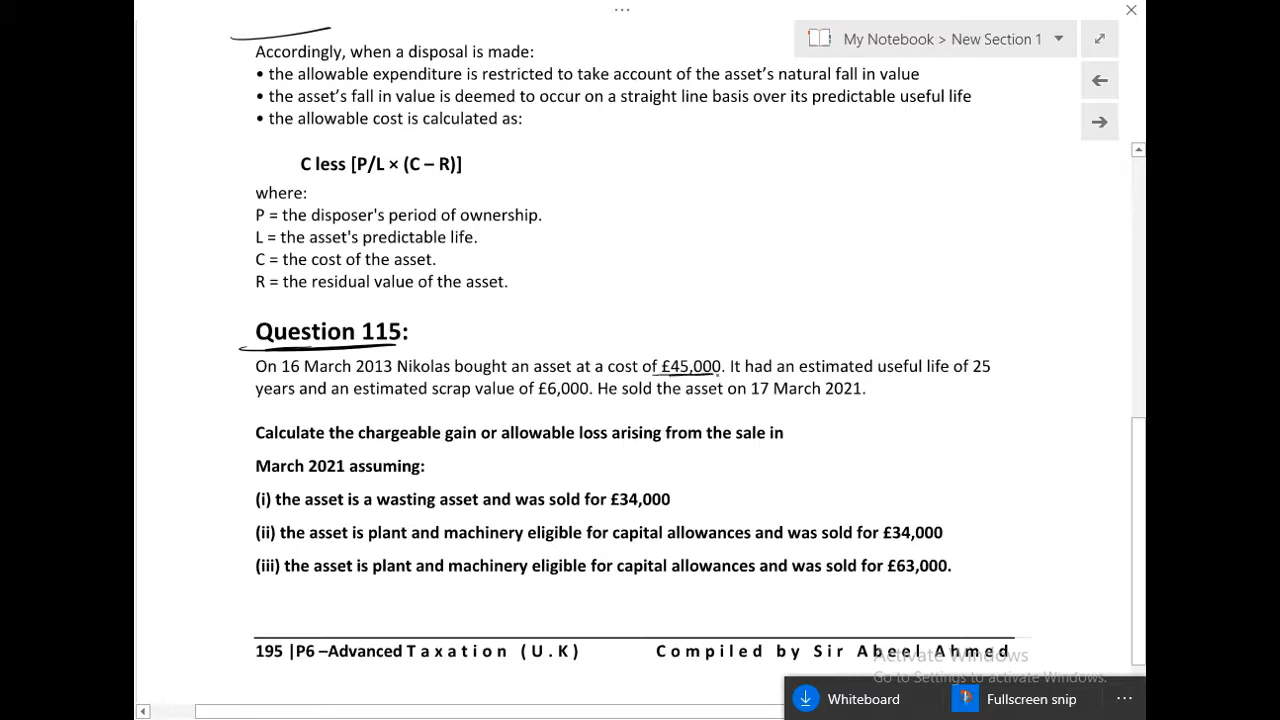 My Notebook > New Section 1
Accordingly, when a disposal is made:
• the allowable expenditure is restricted to take account of the asset's natural fall in value
• the asset's fall in value is deemed to occur on a straight line basis over its predictable useful life
• the allowable cost is calculated as:
C less [P/L × (C – R)]
where:
P = the disposer's period of ownership.
L = the asset's predictable life.
C = the cost of the asset.
R = the residual value of the asset.
Question 115:
On 16 March 2013 Nikolas bought an asset at a cost of £45,000. It had an estimated useful life of 25
years and an estimated scrap value of £6,000. He sold the asset on 17 March 2021.
Calculate the chargeable gain or allowable loss arising from the sale in
March 2021 assuming:
(i) the asset is a wasting asset and was sold for £34,000
(ii) the asset is plant and machinery eligible for capital allowances and was sold for £34,000
(iii) the asset is plant and machinery eligible for capital allowances and was sold for £63,000.
195 |P6 –Advanced T a x a t i o n ( U . K ) C o m p i l e d b y S i r A b e e l A h m e d
Activate Windows
Go to Settings to activate Windows.
Whiteboard Fullscreen snip